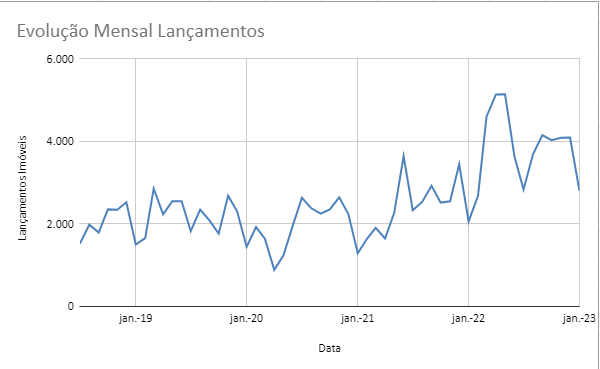 Evolução Mensal Lançamentos
6.000
4.000
2.000
0
Lançamentos Imóveis
jan.-19 jan.-20 jan.-21 jan.-22 jan.-23
Data